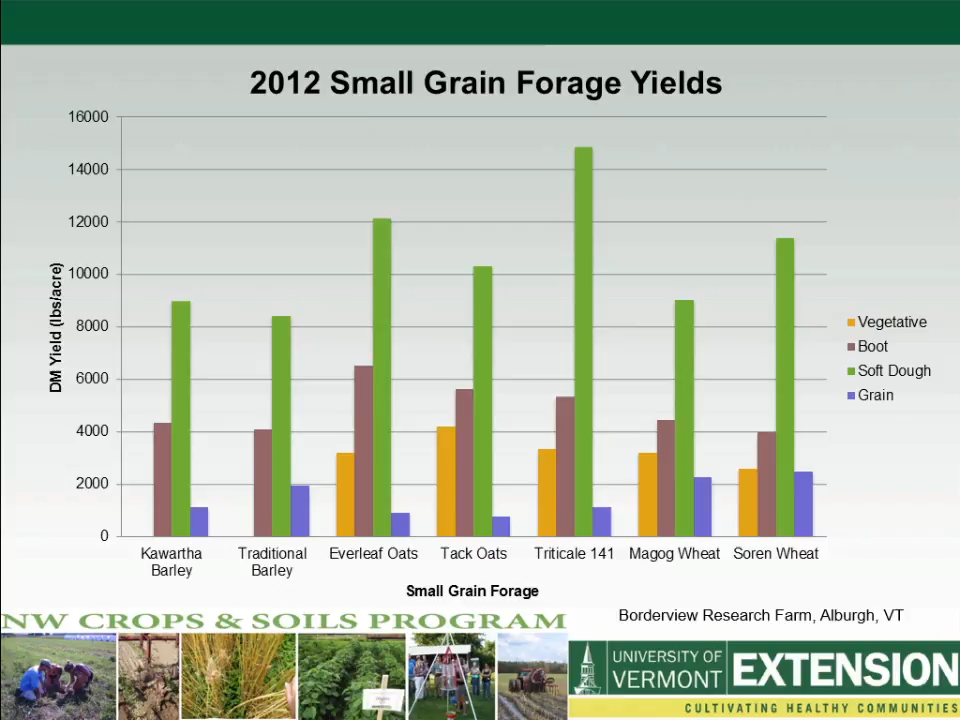 2012 Small Grain Forage Yields
16000
14000
12000
10000
8000
6000
4000
2000
0
DM Yield (lbs/acre)
Kawartha Barley
Traditional Barley
Everleaf Oats
Tack Oats
Triticale 141
Magog Wheat
Soren Wheat
Small Grain Forage
Vegetative
Boot
Soft Dough
Grain
Borderview Research Farm, Alburgh, VT
NW CROPS & SOILS PROGRAM
UNIVERSITY OF
VERMONT
EXTENSION
CULTIVATING HEALTHY COMMUNITIES